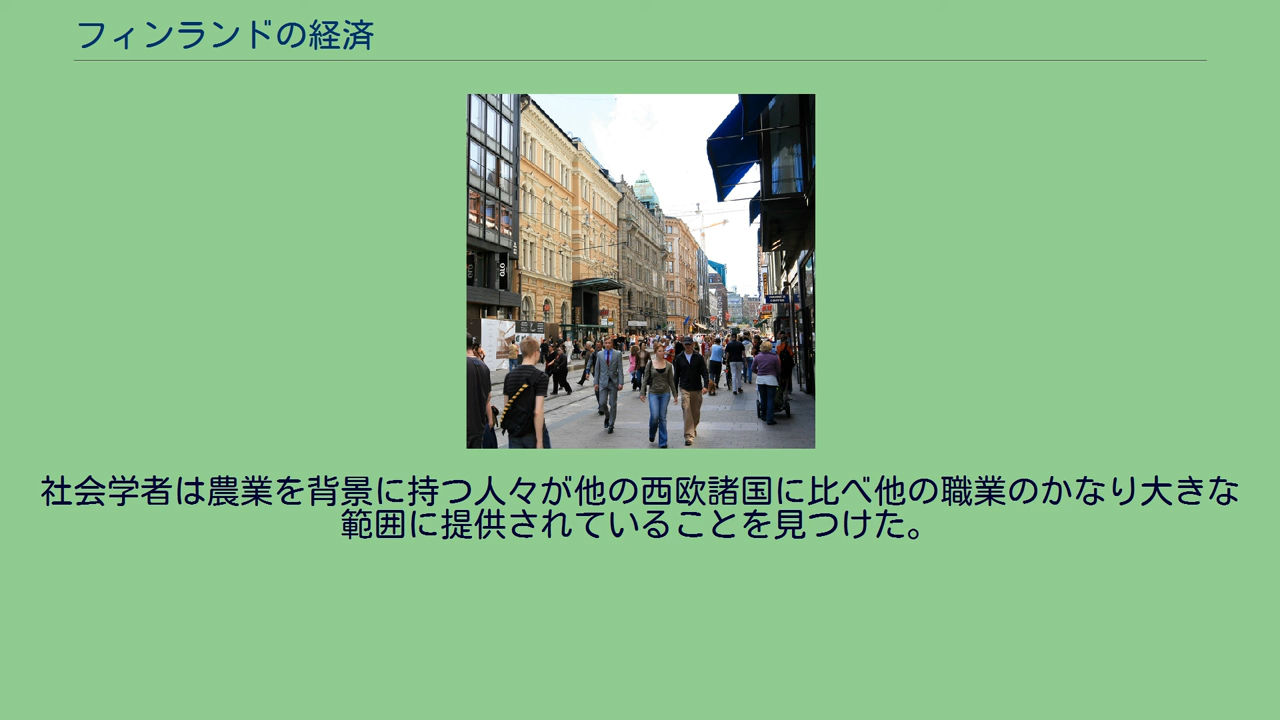 フィンランドの経済
社会学者は農業を背景に持つ人々が他の西欧諸国に比べ他の職業のかなり大きな
範囲に提供されていることを見つけた。